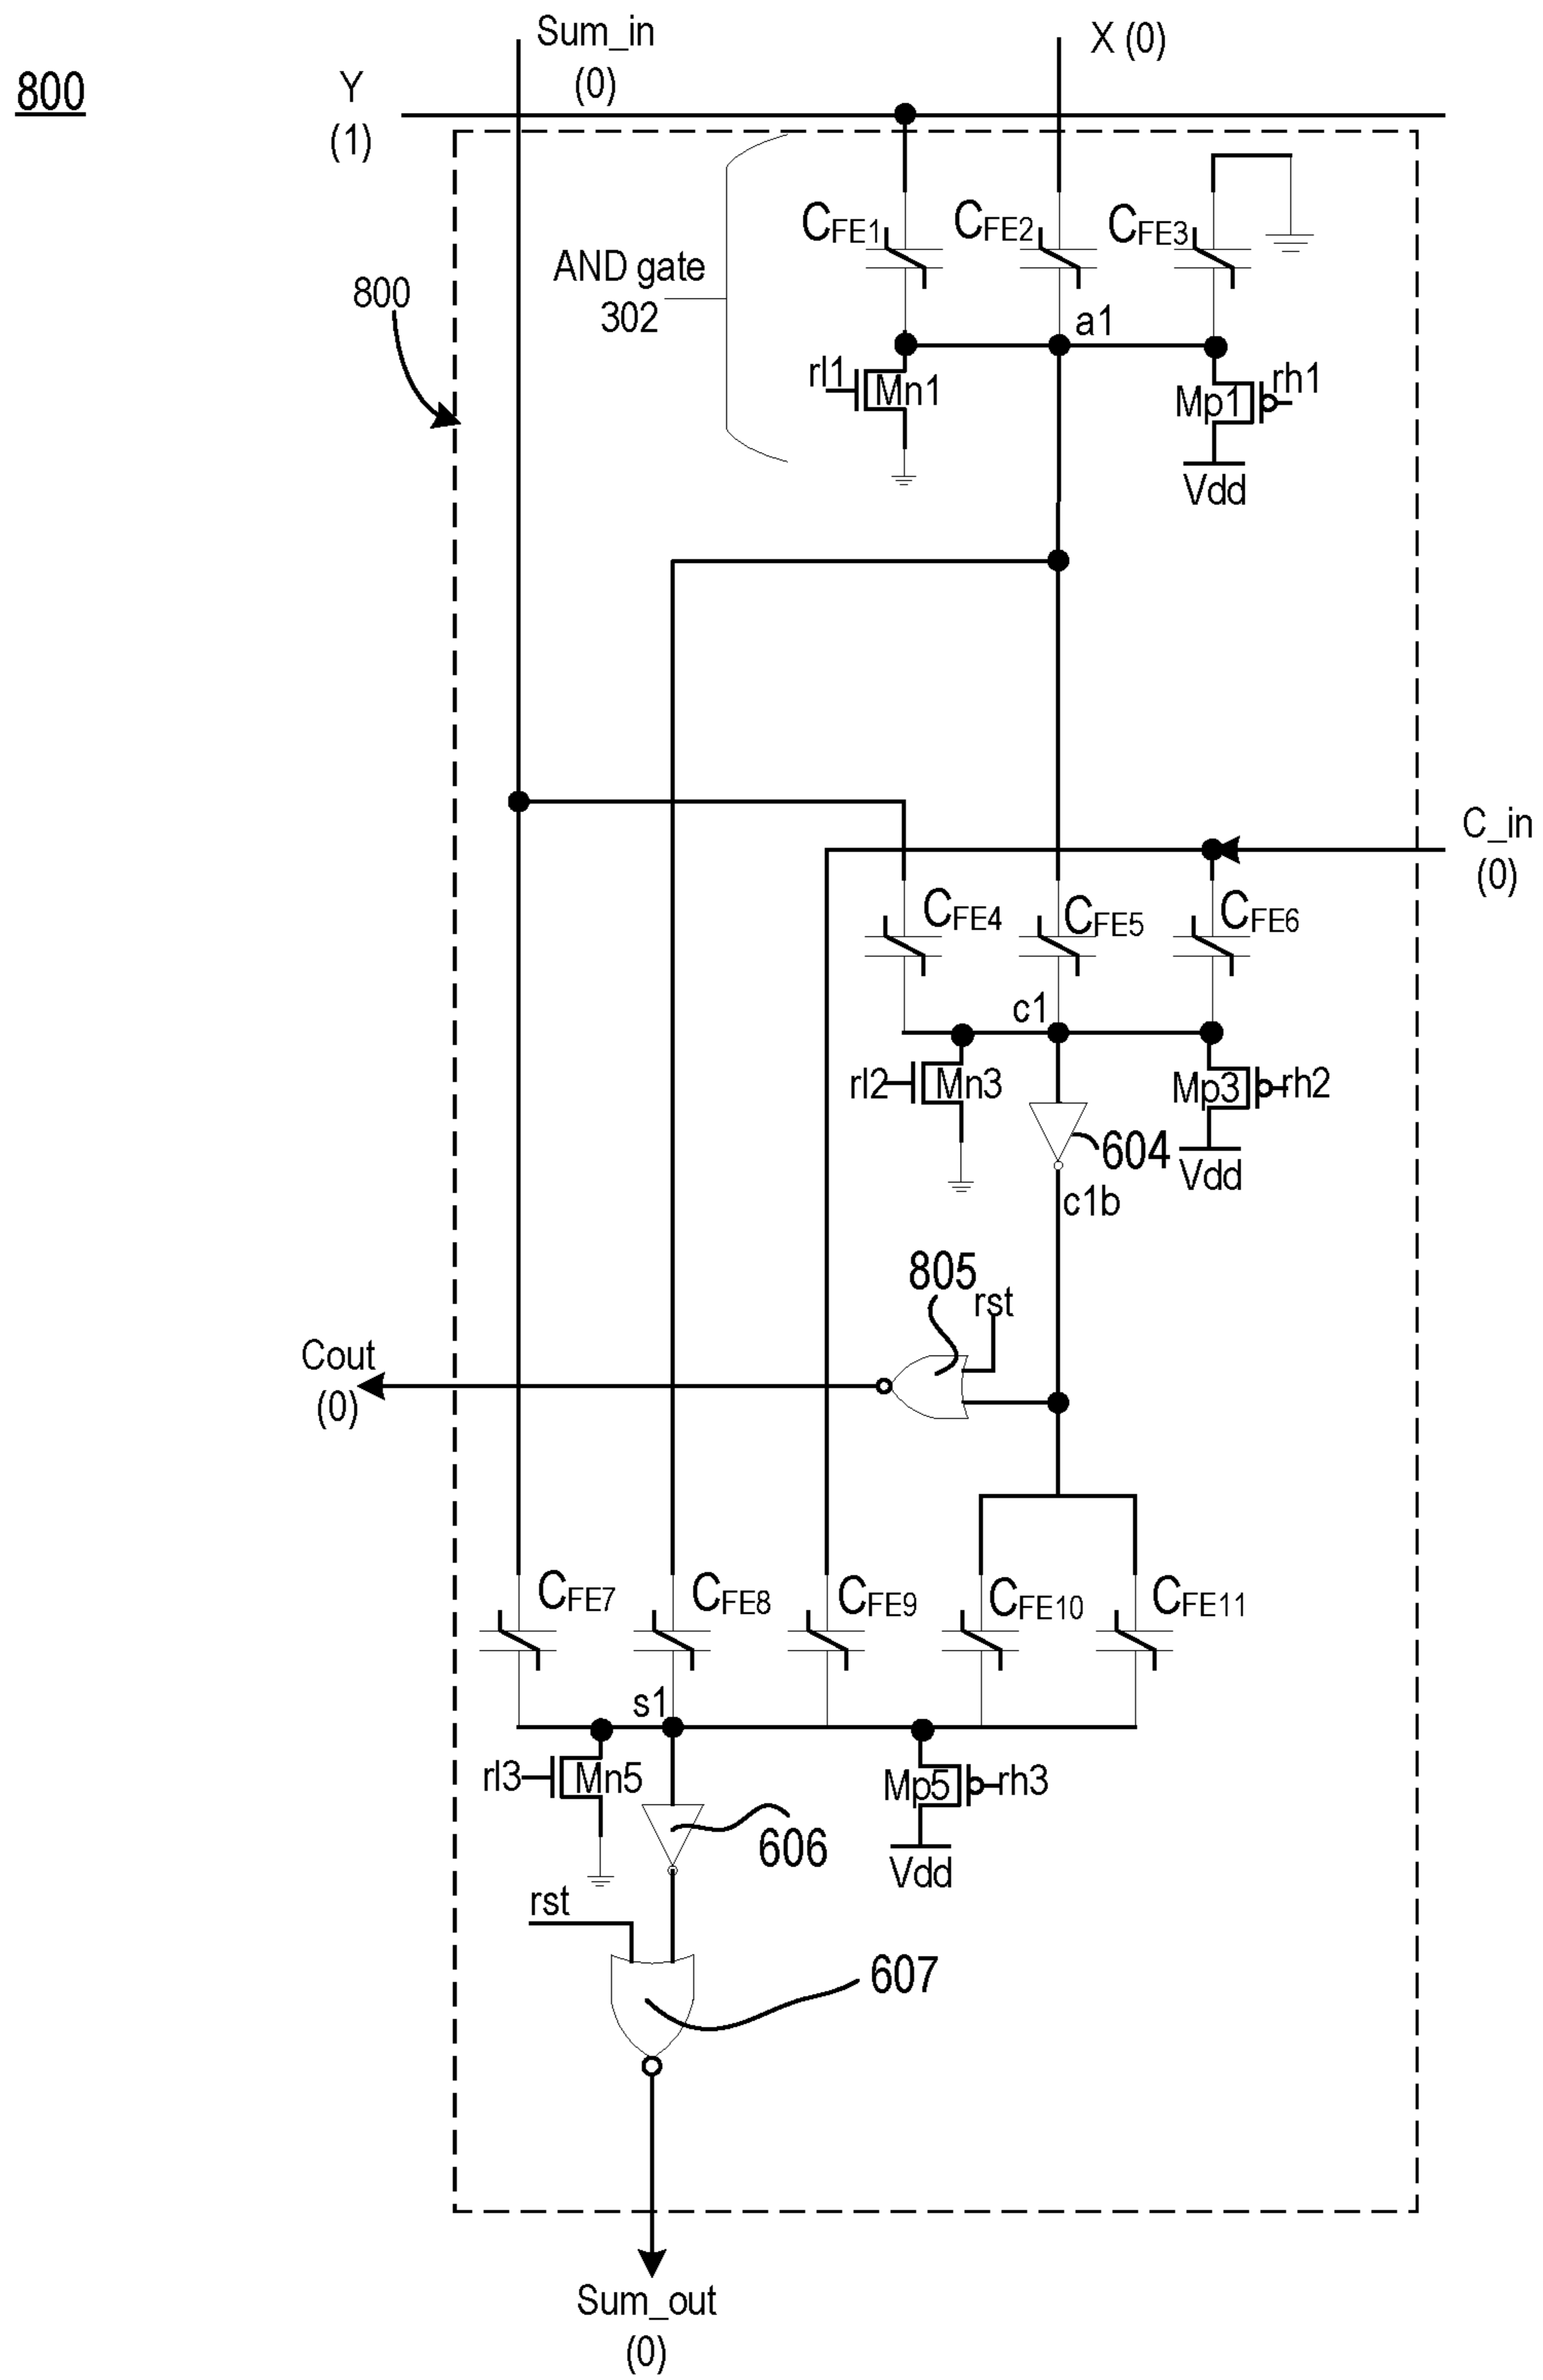 800
Sum_in
(0)
X (0)
Y
(1)
800
AND gate
302
CFE1
CFE2
CFE3
a1
rl1
Mn1
Mp1
rh1
Vdd
C_in
(0)
CFE4
CFE5
CFE6
c1
rl2
Mn3
Mp3
rh2
604
Vdd
c1b
805
rst
Cout
(0)
CFE7
CFE8
CFE9
CFE10
CFE11
s1
rl3
Mn5
Mp5
rh3
606
Vdd
rst
607
Sum_out
(0)